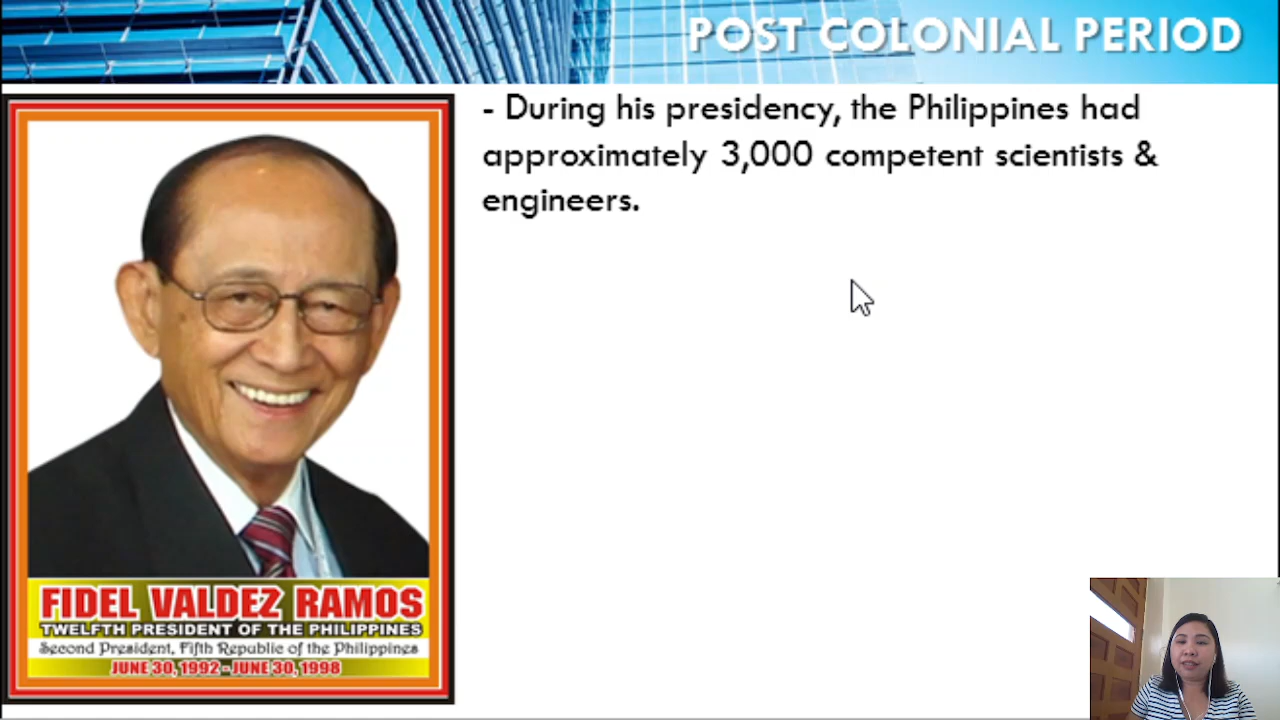 POST COLONIAL PERIOD
- During his presidency, the Philippines had
approximately 3,000 competent scientists &
engineers.
FIDEL VALDEZ RAMOS
TWELFTH PRESIDENT OF THE PHILIPPINES
Second President, Fifth Republic of the Philippines
JUNE 30, 1992 - JUNE 30, 1998